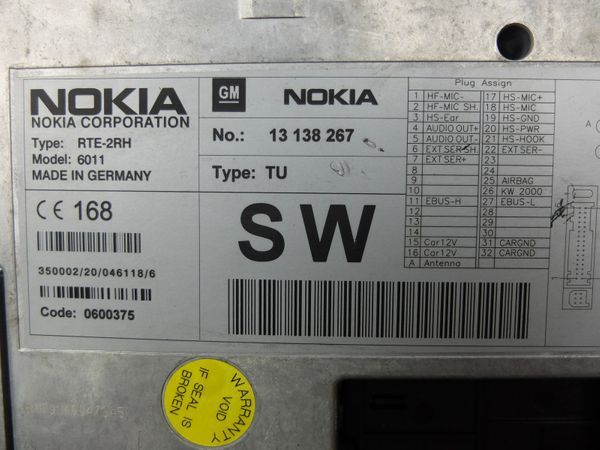 NOKIA
NOKIA CORPORATION
Type: RTE-2RH
Model: 6011
MADE IN GERMANY
CE 168
350002/20/046118/6
Code: 0600375
GM NOKIA
No.: 13 138 267
Type: TU
SW
Plug Assign
1 HF-MIC- 17 HS-MIC+
2 HF-MIC SH. 18 HS-MIC
3 HS-Ear 19 HS-GND
4 AUDIO OUT+ 20 HS-PWR
5 AUDIO OUT- 21 HS-HOOK
6 EXT SER SH 22 EXT SER-
7 EXT SER+ 23
8 24
9 25 AIRBAG
10 26 KW 2000
11 EBUS-H 27 EBUS-L
12 28
13 29
14 30
15 Car12V 31 CARGND
16 Car12V 32 CARGND
A Antenna
A
WARRANTY
VOID
IF SEAL IS
BROKEN